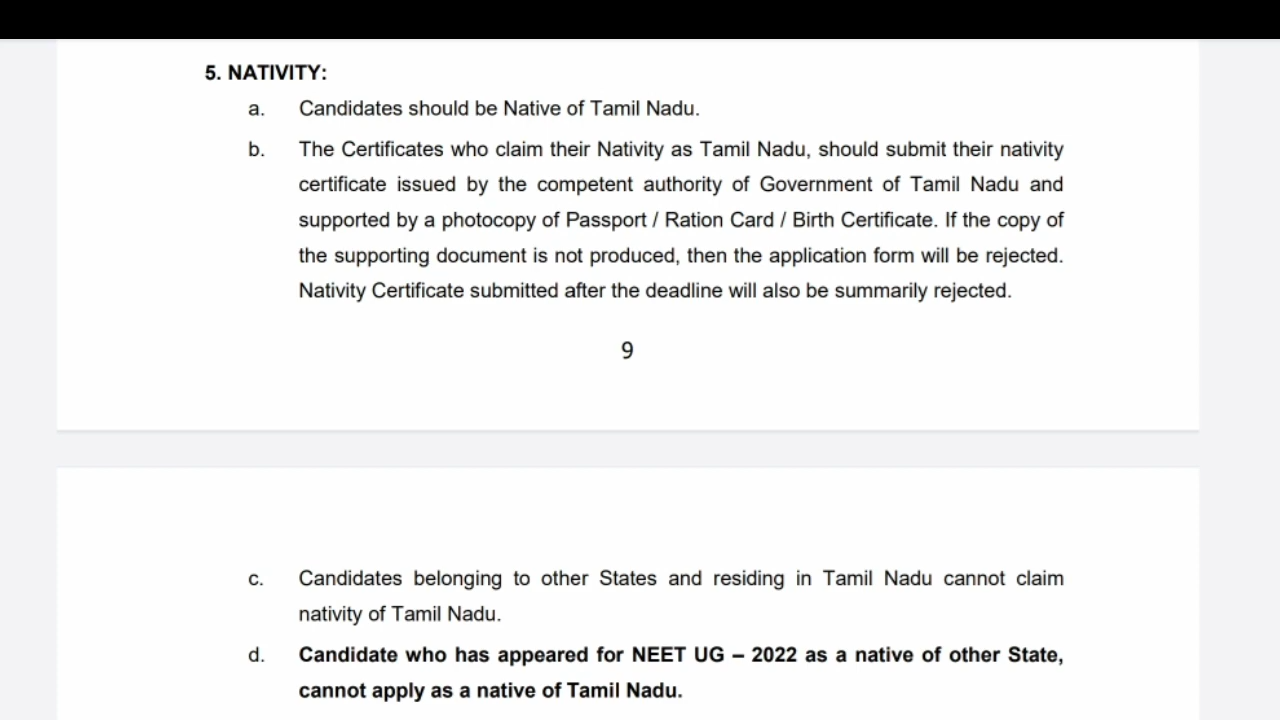 5. NATIVITY:
a. Candidates should be Native of Tamil Nadu.
b. The Certificates who claim their Nativity as Tamil Nadu, should submit their nativity
certificate issued by the competent authority of Government of Tamil Nadu and
supported by a photocopy of Passport / Ration Card / Birth Certificate. If the copy of
the supporting document is not produced, then the application form will be rejected.
Nativity Certificate submitted after the deadline will also be summarily rejected.
9
c. Candidates belonging to other States and residing in Tamil Nadu cannot claim
nativity of Tamil Nadu.
d. Candidate who has appeared for NEET UG – 2022 as a native of other State,
cannot apply as a native of Tamil Nadu.